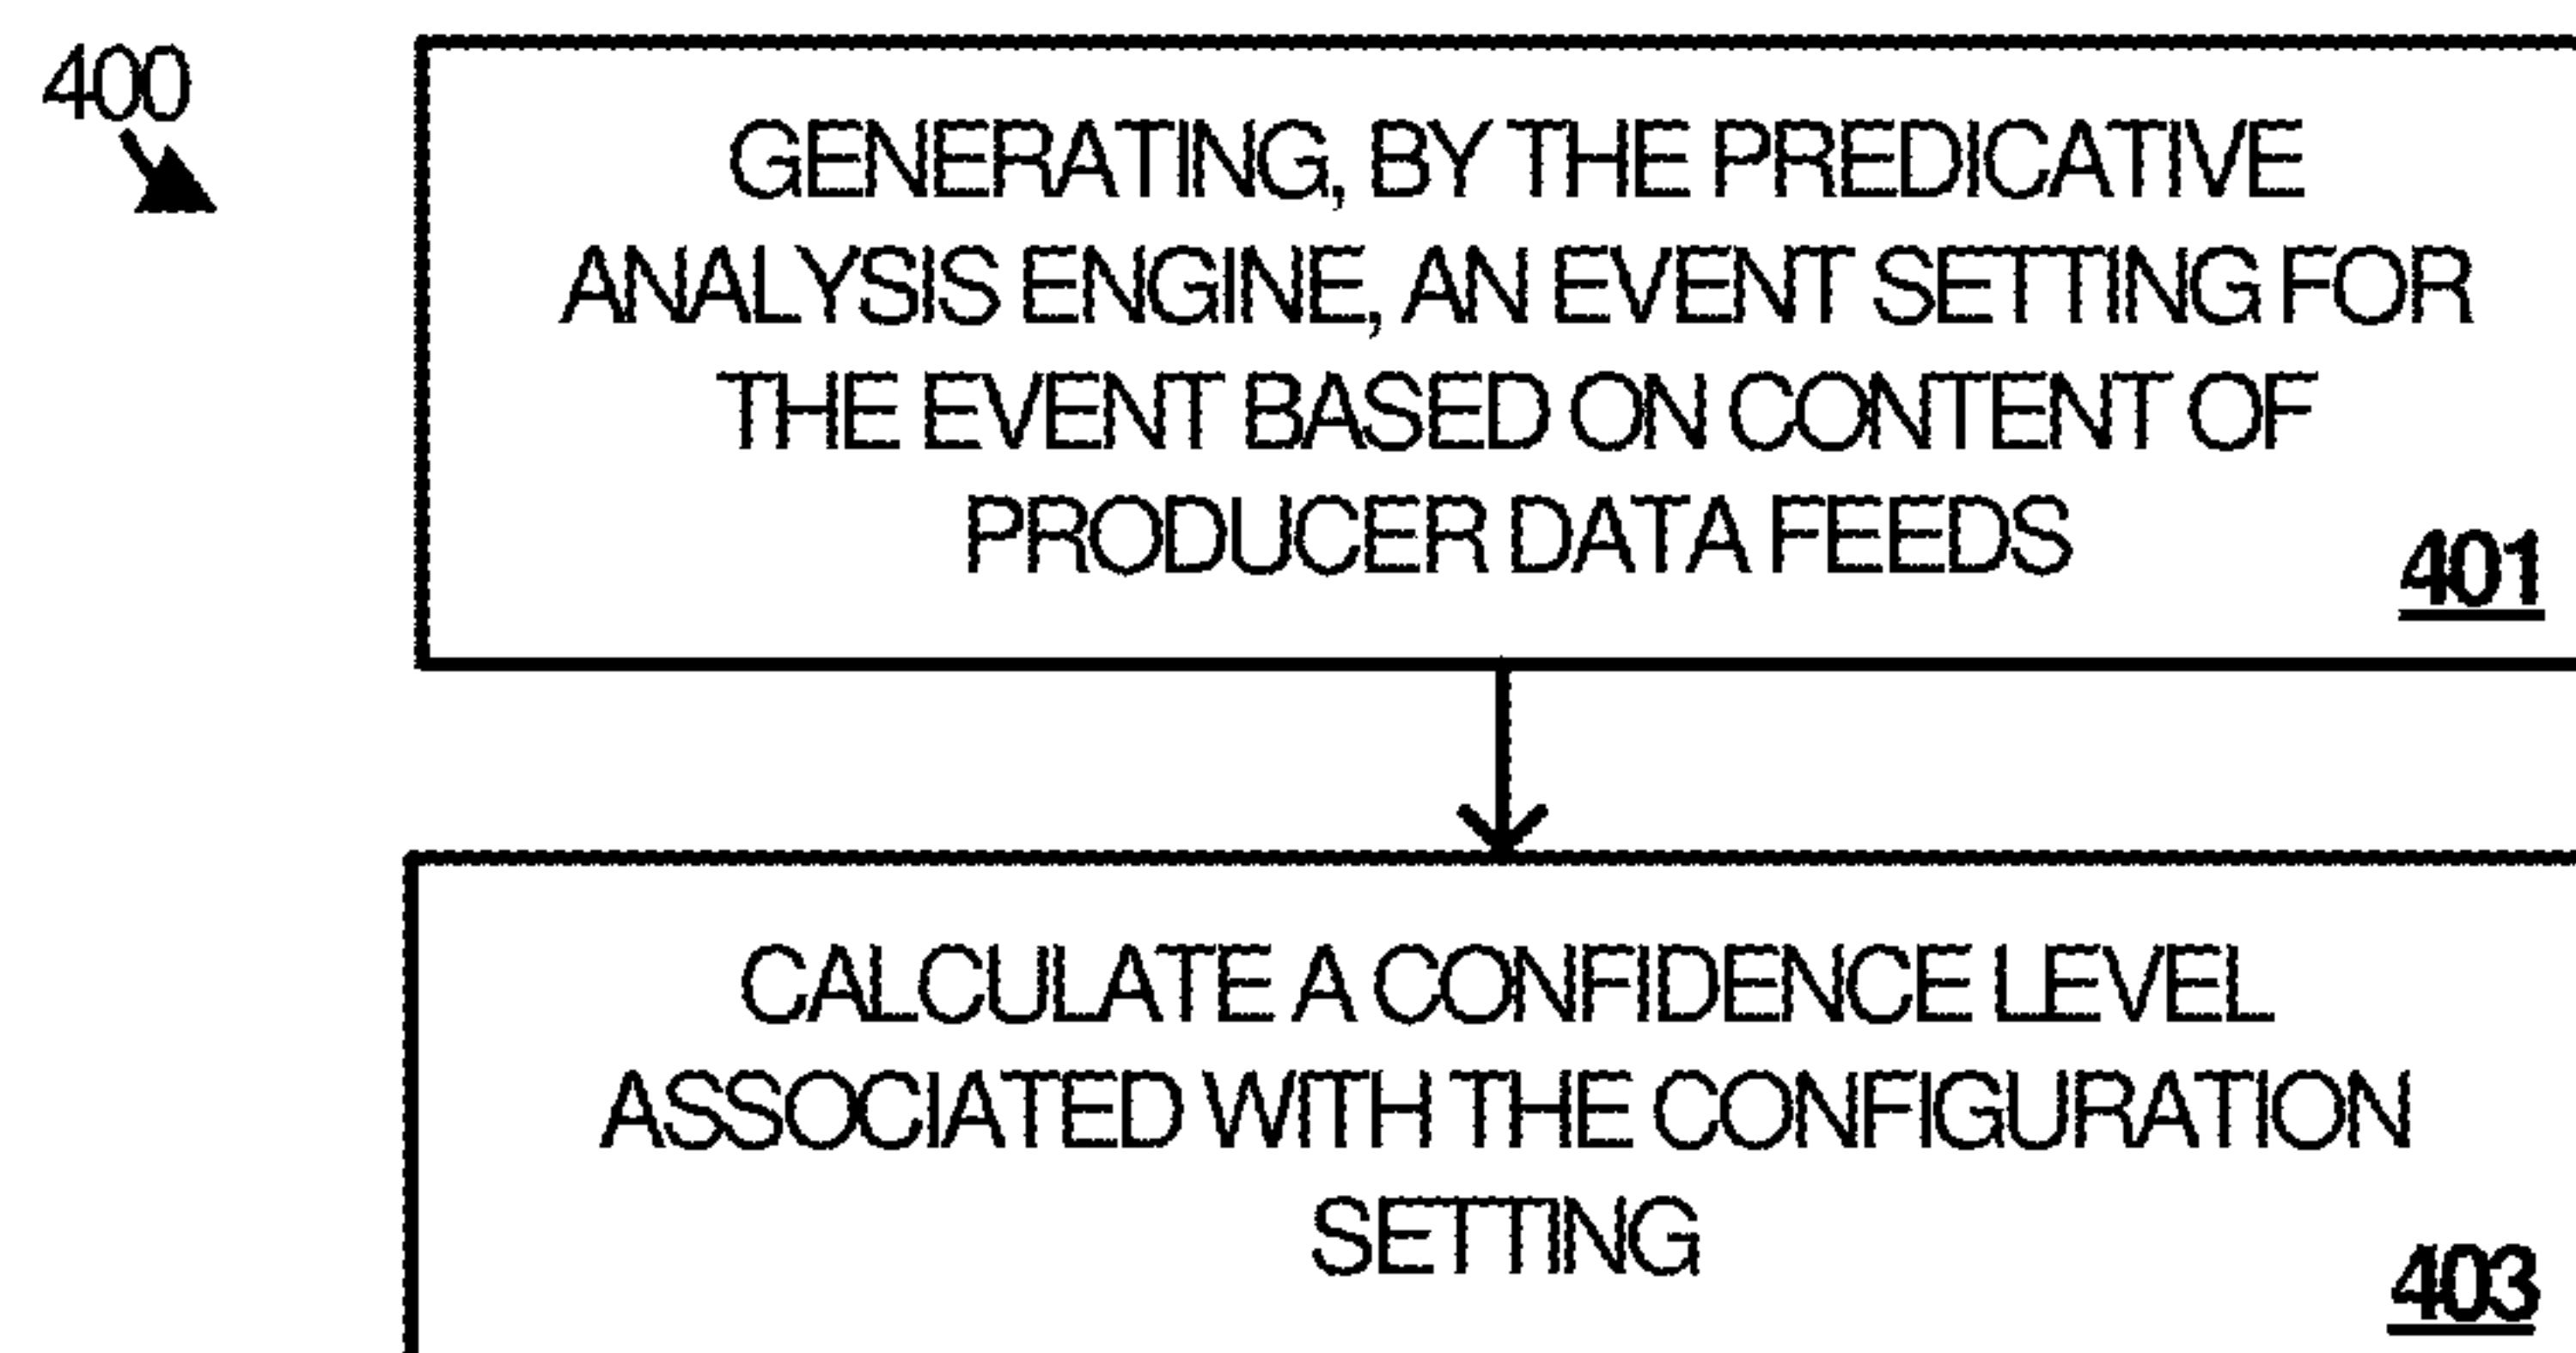 400
GENERATING, BY THE PREDICATIVE
ANALYSIS ENGINE, AN EVENT SETTING FOR
THE EVENT BASED ON CONTENT OF
PRODUCER DATA FEEDS
401
CALCULATE A CONFIDENCE LEVEL
ASSOCIATED WITH THE CONFIGURATION
SETTING
403